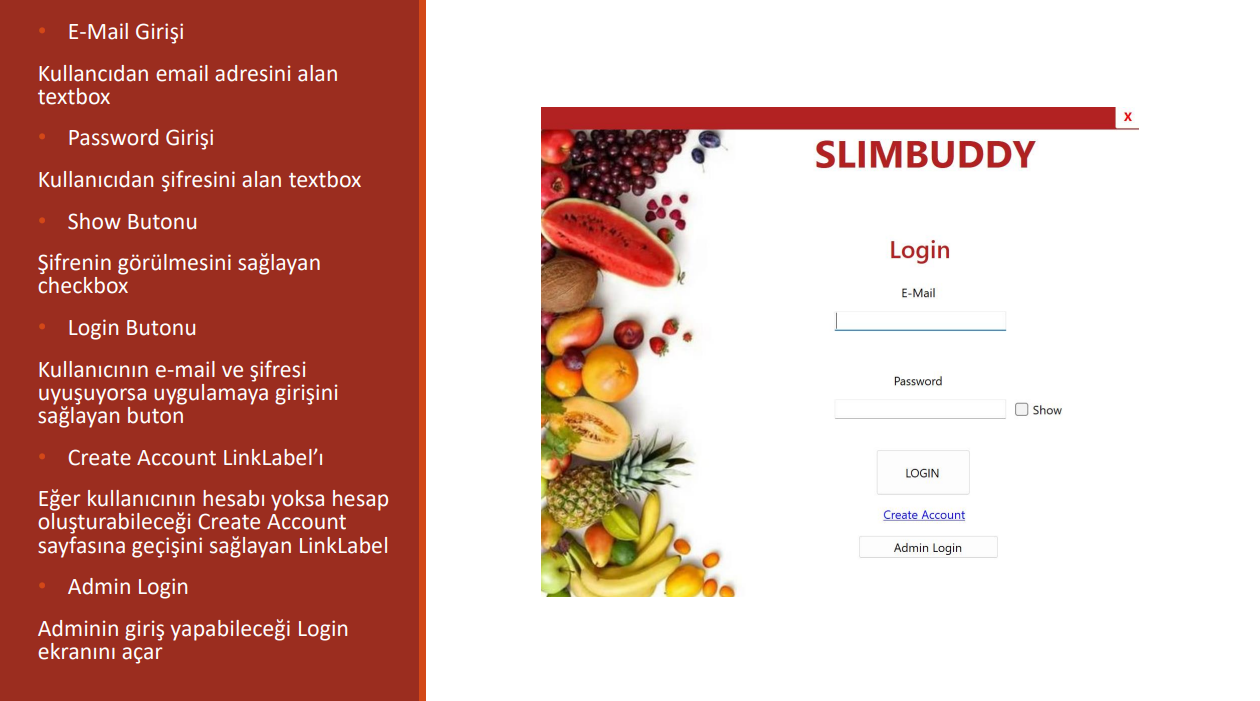 • E-Mail Girişi
Kullancıdan email adresini alan
textbox
• Password Girişi
Kullanıcıdan şifresini alan textbox
• Show Butonu
Şifrenin görülmesini sağlayan
checkbox
• Login Butonu
Kullanıcının e-mail ve şifresi
uyuşuyorsa uygulamaya girişini
sağlayan buton
• Create Account LinkLabel’ı
Eğer kullanıcının hesabı yoksa hesap
oluşturabileceği Create Account
sayfasına geçişini sağlayan LinkLabel
• Admin Login
Adminin giriş yapabileceği Login
ekranını açar
X
SLIMBUDDY
Login
E-Mail
Password
Show
LOGIN
Create Account
Admin Login